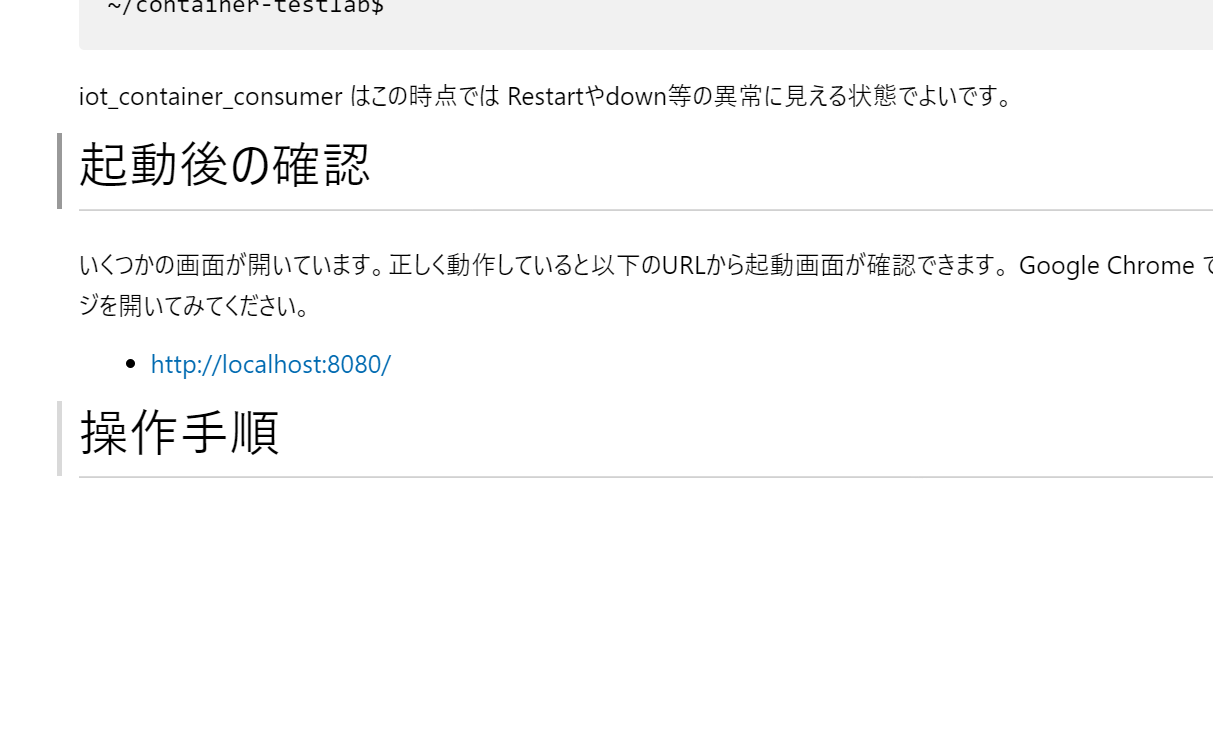 ~/container-testlab$
iot_container_consumer はこの時点では Restartやdown等の異常に見える状態でよいです。
起動後の確認
いくつかの画面が開いています。正しく動作していると以下のURLから起動画面が確認できます。Google Chrome で
ジを開いてみてください。
http://localhost:8080/
操作手順